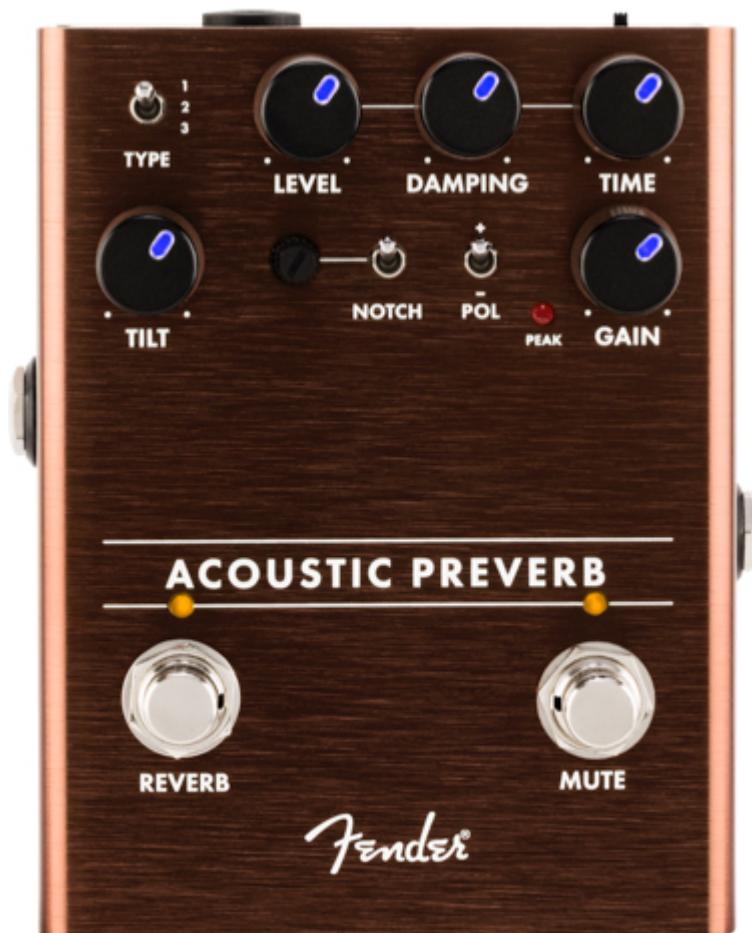 1
2
3
TYPE
LEVEL
DAMPING
TIME
+
TILT
NOTCH
-
POL
PEAK
GAIN
ACOUSTIC PREVERB
REVERB
MUTE
Fender®